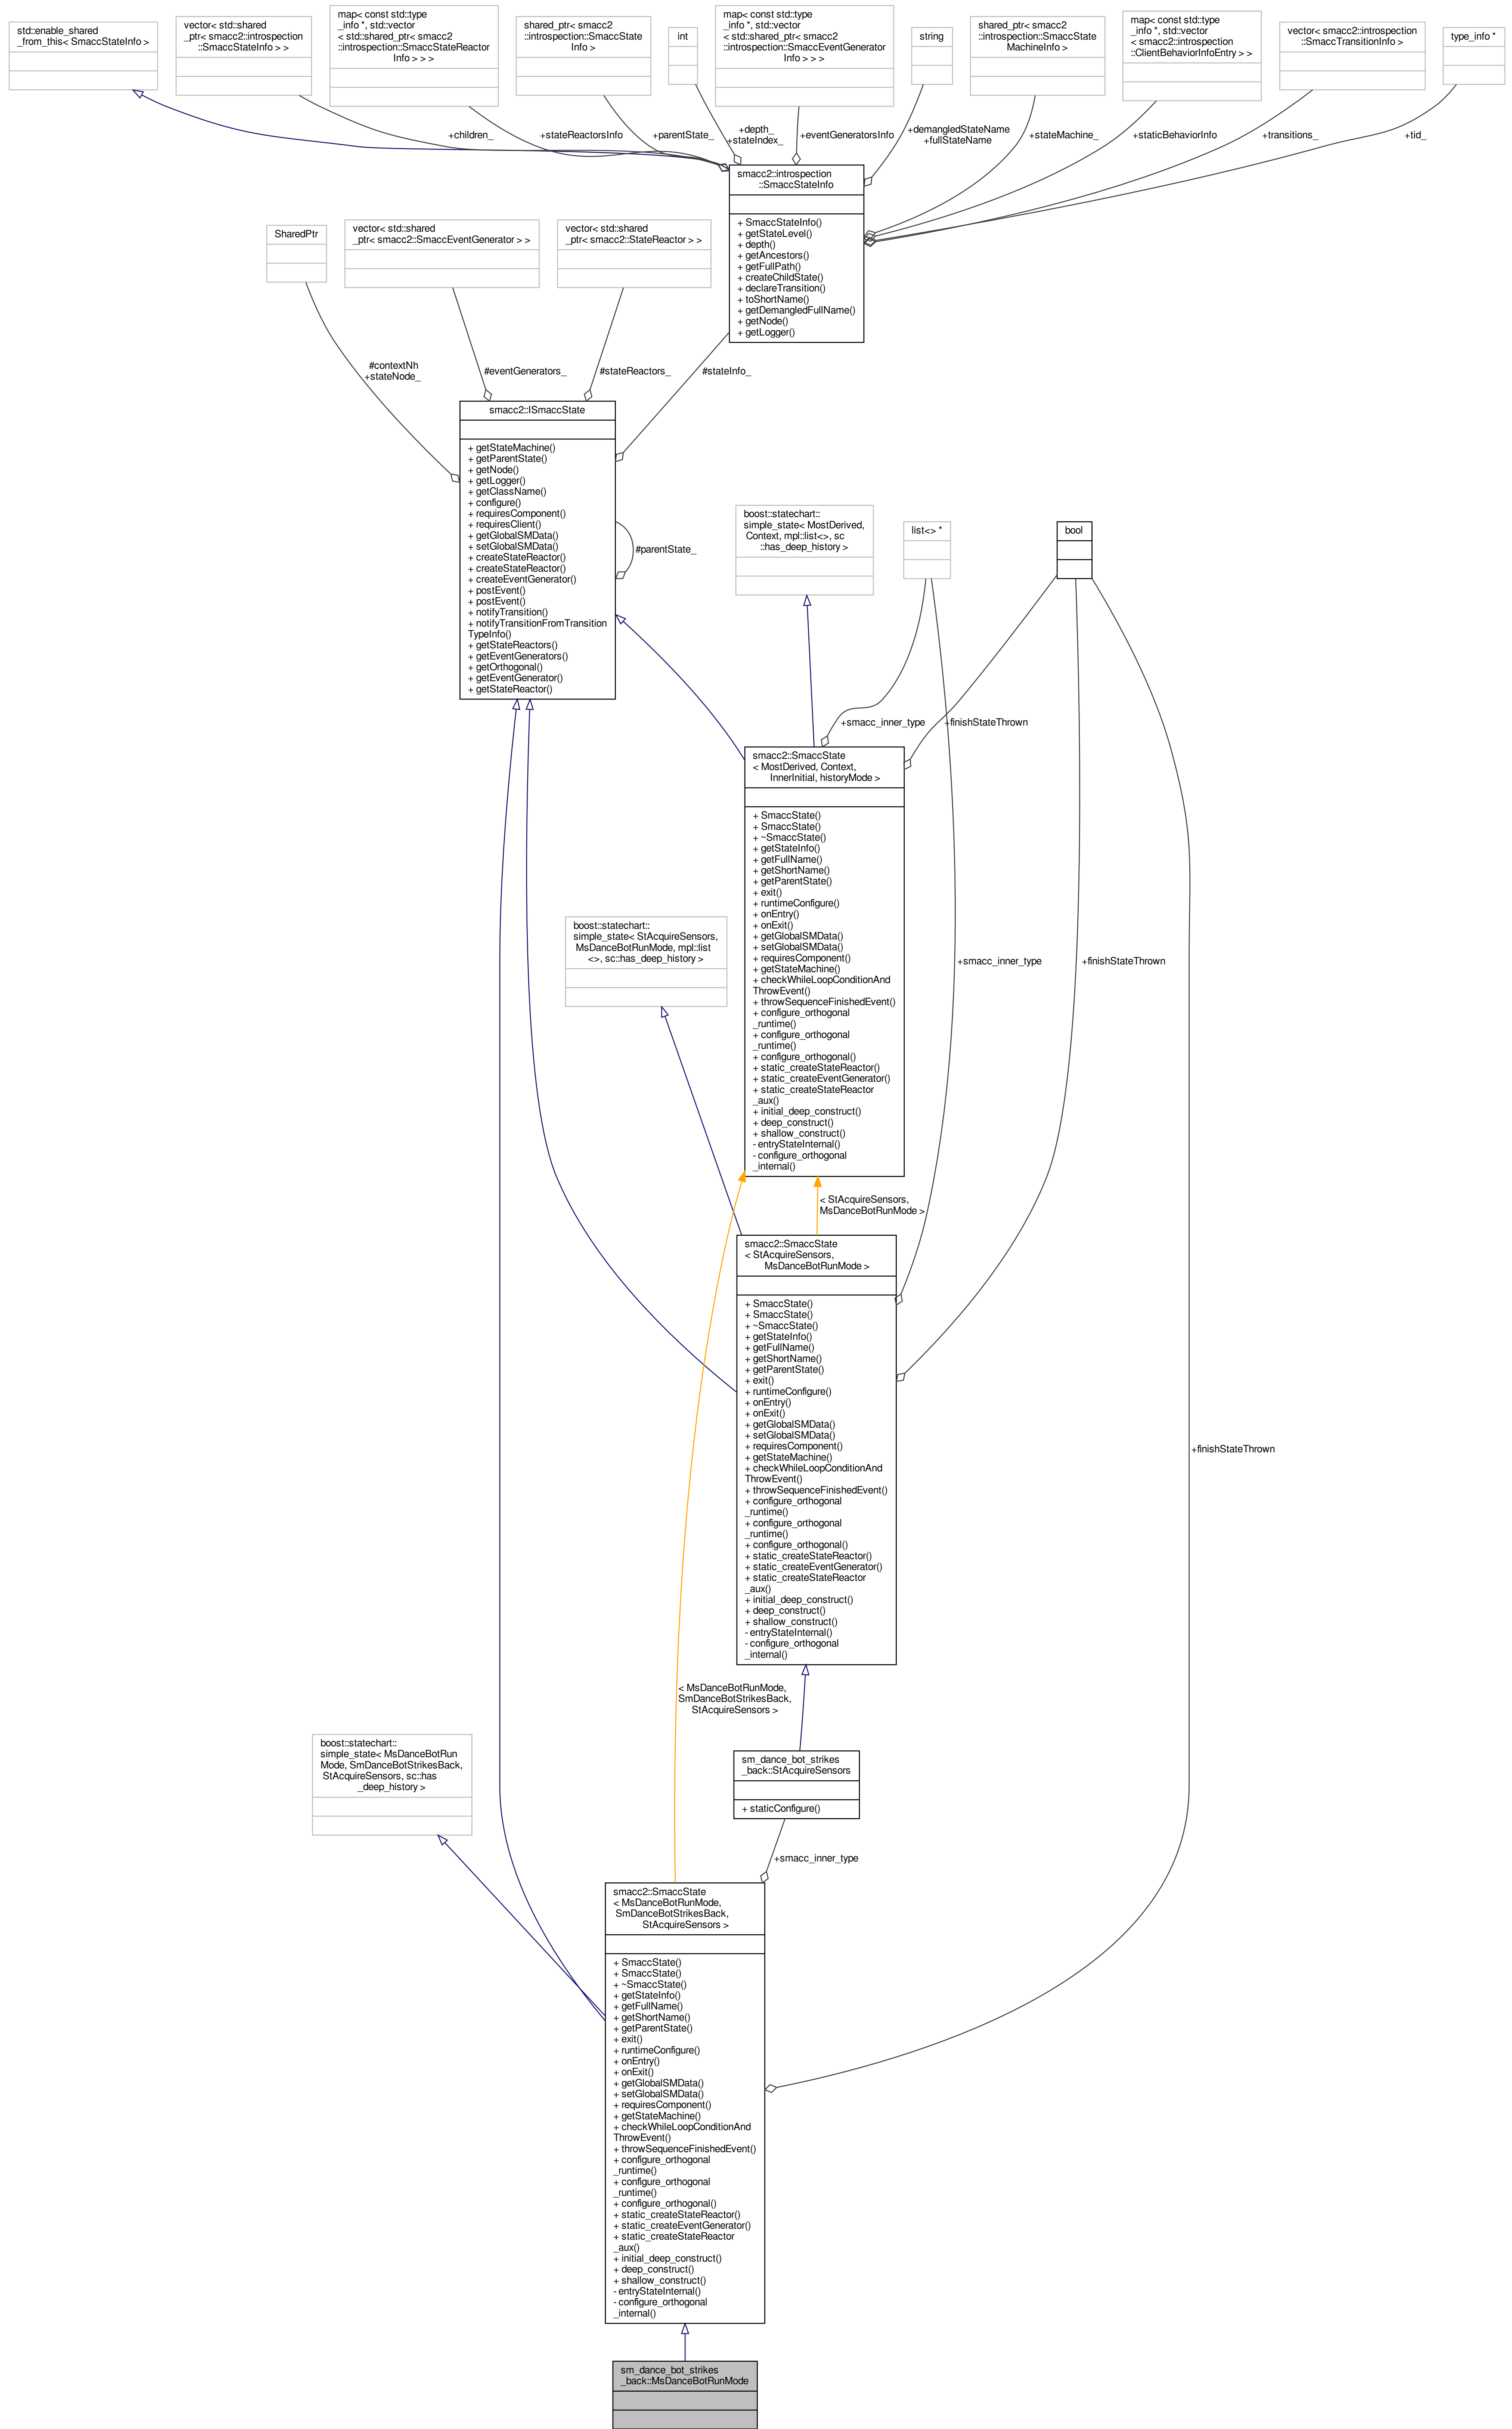 std::enable_shared
_from_this< SmaccStateInfo >
vector< std::shared
_ptr< smacc2::introspection
::SmaccStateInfo > >
map< const std::type
_info *, std::vector
< std::shared_ptr< smacc2
::introspection::SmaccStateReactor
Info > > >
shared_ptr< smacc2
::introspection::SmaccState
Info >
int
map< const std::type
_info *, std::vector
< std::shared_ptr< smacc2
::introspection::SmaccEventGenerator
Info > > >
string
shared_ptr< smacc2
::introspection::SmaccState
MachineInfo >
map< const std::type
_info *, std::vector
< smacc2::introspection
::ClientBehaviorInfoEntry > >
vector< smacc2::introspection
::SmaccTransitionInfo >
type_info *
+children_
+stateReactorsInfo
+parentState_
+depth_
+stateIndex_
+eventGeneratorsInfo
+demangledStateName
+fullStateName
+stateMachine_
+staticBehaviorInfo
+transitions_
+tid_
smacc2::introspection
::SmaccStateInfo
+ SmaccStateInfo()
+ getStateLevel()
+ depth()
+ getAncestors()
+ getFullPath()
+ createChildState()
+ declareTransition()
+ toShortName()
+ getDemangledFullName()
+ getNode()
+ getLogger()
SharedPtr
vector< std::shared
_ptr< smacc2::SmaccEventGenerator > >
vector< std::shared
_ptr< smacc2::StateReactor > >
#contextNh
+stateNode_
#eventGenerators_
#stateReactors_
#stateInfo_
smacc2::ISmaccState
+ getStateMachine()
+ getParentState()
+ getNode()
+ getLogger()
+ getClassName()
+ configure()
+ requiresComponent()
+ requiresClient()
+ getGlobalSMData()
+ setGlobalSMData()
+ createStateReactor()
+ createStateReactor()
+ createEventGenerator()
+ postEvent()
+ postEvent()
+ notifyTransition()
+ notifyTransitionFromTransition
TypeInfo()
+ getStateReactors()
+ getEventGenerators()
+ getOrthogonal()
+ getEventGenerator()
+ getStateReactor()
#parentState_
boost::statechart::
simple_state< MostDerived,
Context, mpl::list<>, sc
::has_deep_history >
list<> *
bool
+smacc_inner_type
+finishStateThrown
smacc2::SmaccState
< MostDerived, Context,
InnerInitial, historyMode >
+ SmaccState()
+ SmaccState()
+ ~SmaccState()
+ getStateInfo()
+ getFullName()
+ getShortName()
+ getParentState()
+ exit()
+ runtimeConfigure()
+ onEntry()
+ onExit()
+ getGlobalSMData()
+ setGlobalSMData()
+ requiresComponent()
+ getStateMachine()
+ checkWhileLoopConditionAnd
ThrowEvent()
+ throwSequenceFinishedEvent()
+ configure_orthogonal
_runtime()
+ configure_orthogonal
_runtime()
+ configure_orthogonal()
+ static_createStateReactor()
+ static_createEventGenerator()
+ static_createStateReactor
_aux()
+ initial_deep_construct()
+ deep_construct()
+ shallow_construct()
- entryStateInternal()
- configure_orthogonal
_internal()
boost::statechart::
simple_state< StAcquireSensors,
MsDanceBotRunMode, mpl::list
<>, sc::has_deep_history >
+smacc_inner_type
+finishStateThrown
< StAcquireSensors,
MsDanceBotRunMode >
smacc2::SmaccState
< StAcquireSensors,
MsDanceBotRunMode >
+ SmaccState()
+ SmaccState()
+ ~SmaccState()
+ getStateInfo()
+ getFullName()
+ getShortName()
+ getParentState()
+ exit()
+ runtimeConfigure()
+ onEntry()
+ onExit()
+ getGlobalSMData()
+ setGlobalSMData()
+ requiresComponent()
+ getStateMachine()
+ checkWhileLoopConditionAnd
ThrowEvent()
+ throwSequenceFinishedEvent()
+ configure_orthogonal
_runtime()
+ configure_orthogonal
_runtime()
+ configure_orthogonal()
+ static_createStateReactor()
+ static_createEventGenerator()
+ static_createStateReactor
_aux()
+ initial_deep_construct()
+ deep_construct()
+ shallow_construct()
- entryStateInternal()
- configure_orthogonal
_internal()
+finishStateThrown
< MsDanceBotRunMode,
SmDanceBotStrikesBack,
StAcquireSensors >
boost::statechart::
simple_state< MsDanceBotRun
Mode, SmDanceBotStrikesBack,
StAcquireSensors, sc::has
_deep_history >
sm_dance_bot_strikes
_back::StAcquireSensors
+ staticConfigure()
+smacc_inner_type
smacc2::SmaccState
< MsDanceBotRunMode,
SmDanceBotStrikesBack,
StAcquireSensors >
+ SmaccState()
+ SmaccState()
+ ~SmaccState()
+ getStateInfo()
+ getFullName()
+ getShortName()
+ getParentState()
+ exit()
+ runtimeConfigure()
+ onEntry()
+ onExit()
+ getGlobalSMData()
+ setGlobalSMData()
+ requiresComponent()
+ getStateMachine()
+ checkWhileLoopConditionAnd
ThrowEvent()
+ throwSequenceFinishedEvent()
+ configure_orthogonal
_runtime()
+ configure_orthogonal
_runtime()
+ configure_orthogonal()
+ static_createStateReactor()
+ static_createEventGenerator()
+ static_createStateReactor
_aux()
+ initial_deep_construct()
+ deep_construct()
+ shallow_construct()
- entryStateInternal()
- configure_orthogonal
_internal()
sm_dance_bot_strikes
_back::MsDanceBotRunMode